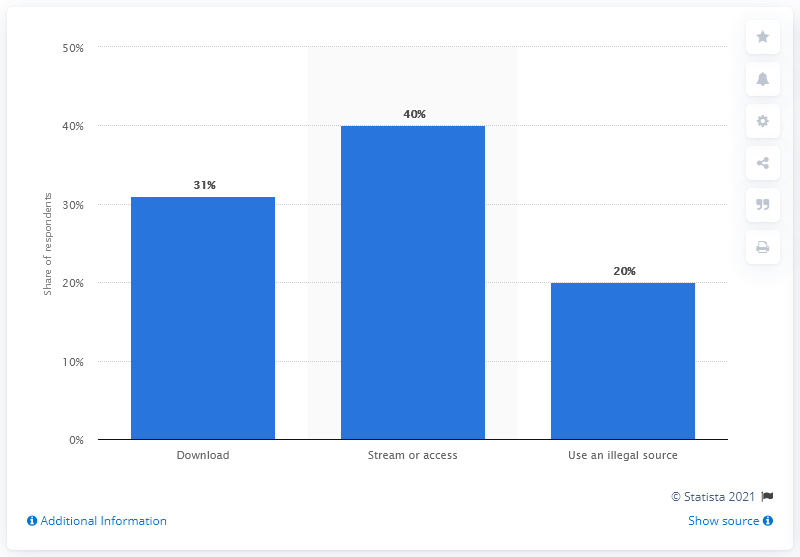 50%
40%
40%
31%
30%
20%
20%
10%
0%
Share of respondents
Download
Stream or access
Use an illegal source
© Statista 2021
Additional Information
Show source